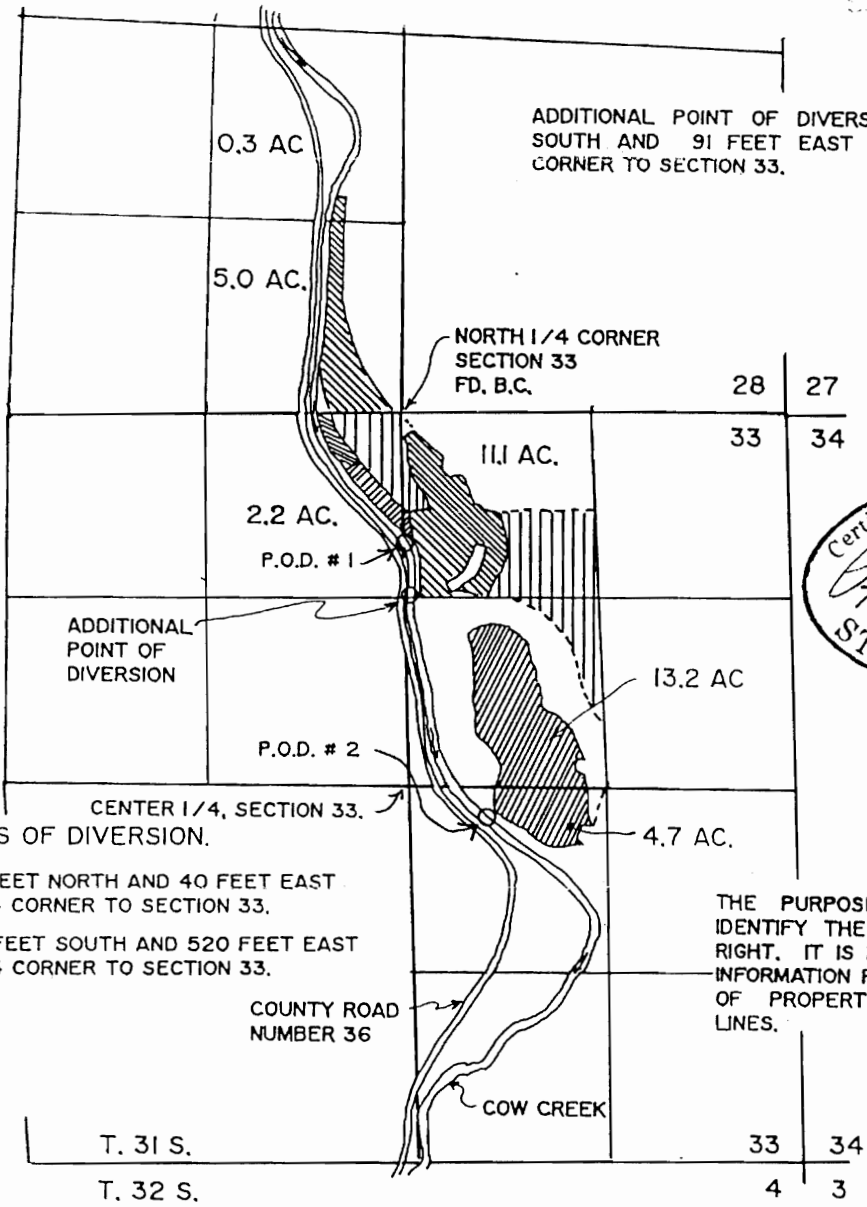 ADDITIONAL POINT OF
SOUTH AND 91 FEET EAST
CORNER TO SECTION 33.
0.3 AC
5.0 AC.
NORTH 1/4 CORNER
SECTION 33
FD. B.C.
28 27
33 34
11.1 AC.
2.2 AC.
P.O.D. # 1
ADDITIONAL
POINT OF
DIVERSION
13.2 AC
P.O.D. # 2
CENTER 1/4, SECTION 33.
OF DIVERSION.
4.7 AC.
NORTH AND 40 FEET EAST
CORNER TO SECTION 33.
FEET SOUTH AND 520 FEET EAST
CORNER TO SECTION 33.
THE
IDENTIFY THE
RIGHT. IT IS
INFORMATION
OF
LINES.
COUNTY ROAD
NUMBER 36
COW CREEK
T. 31 S.
33 34
T. 32 S.
4 3